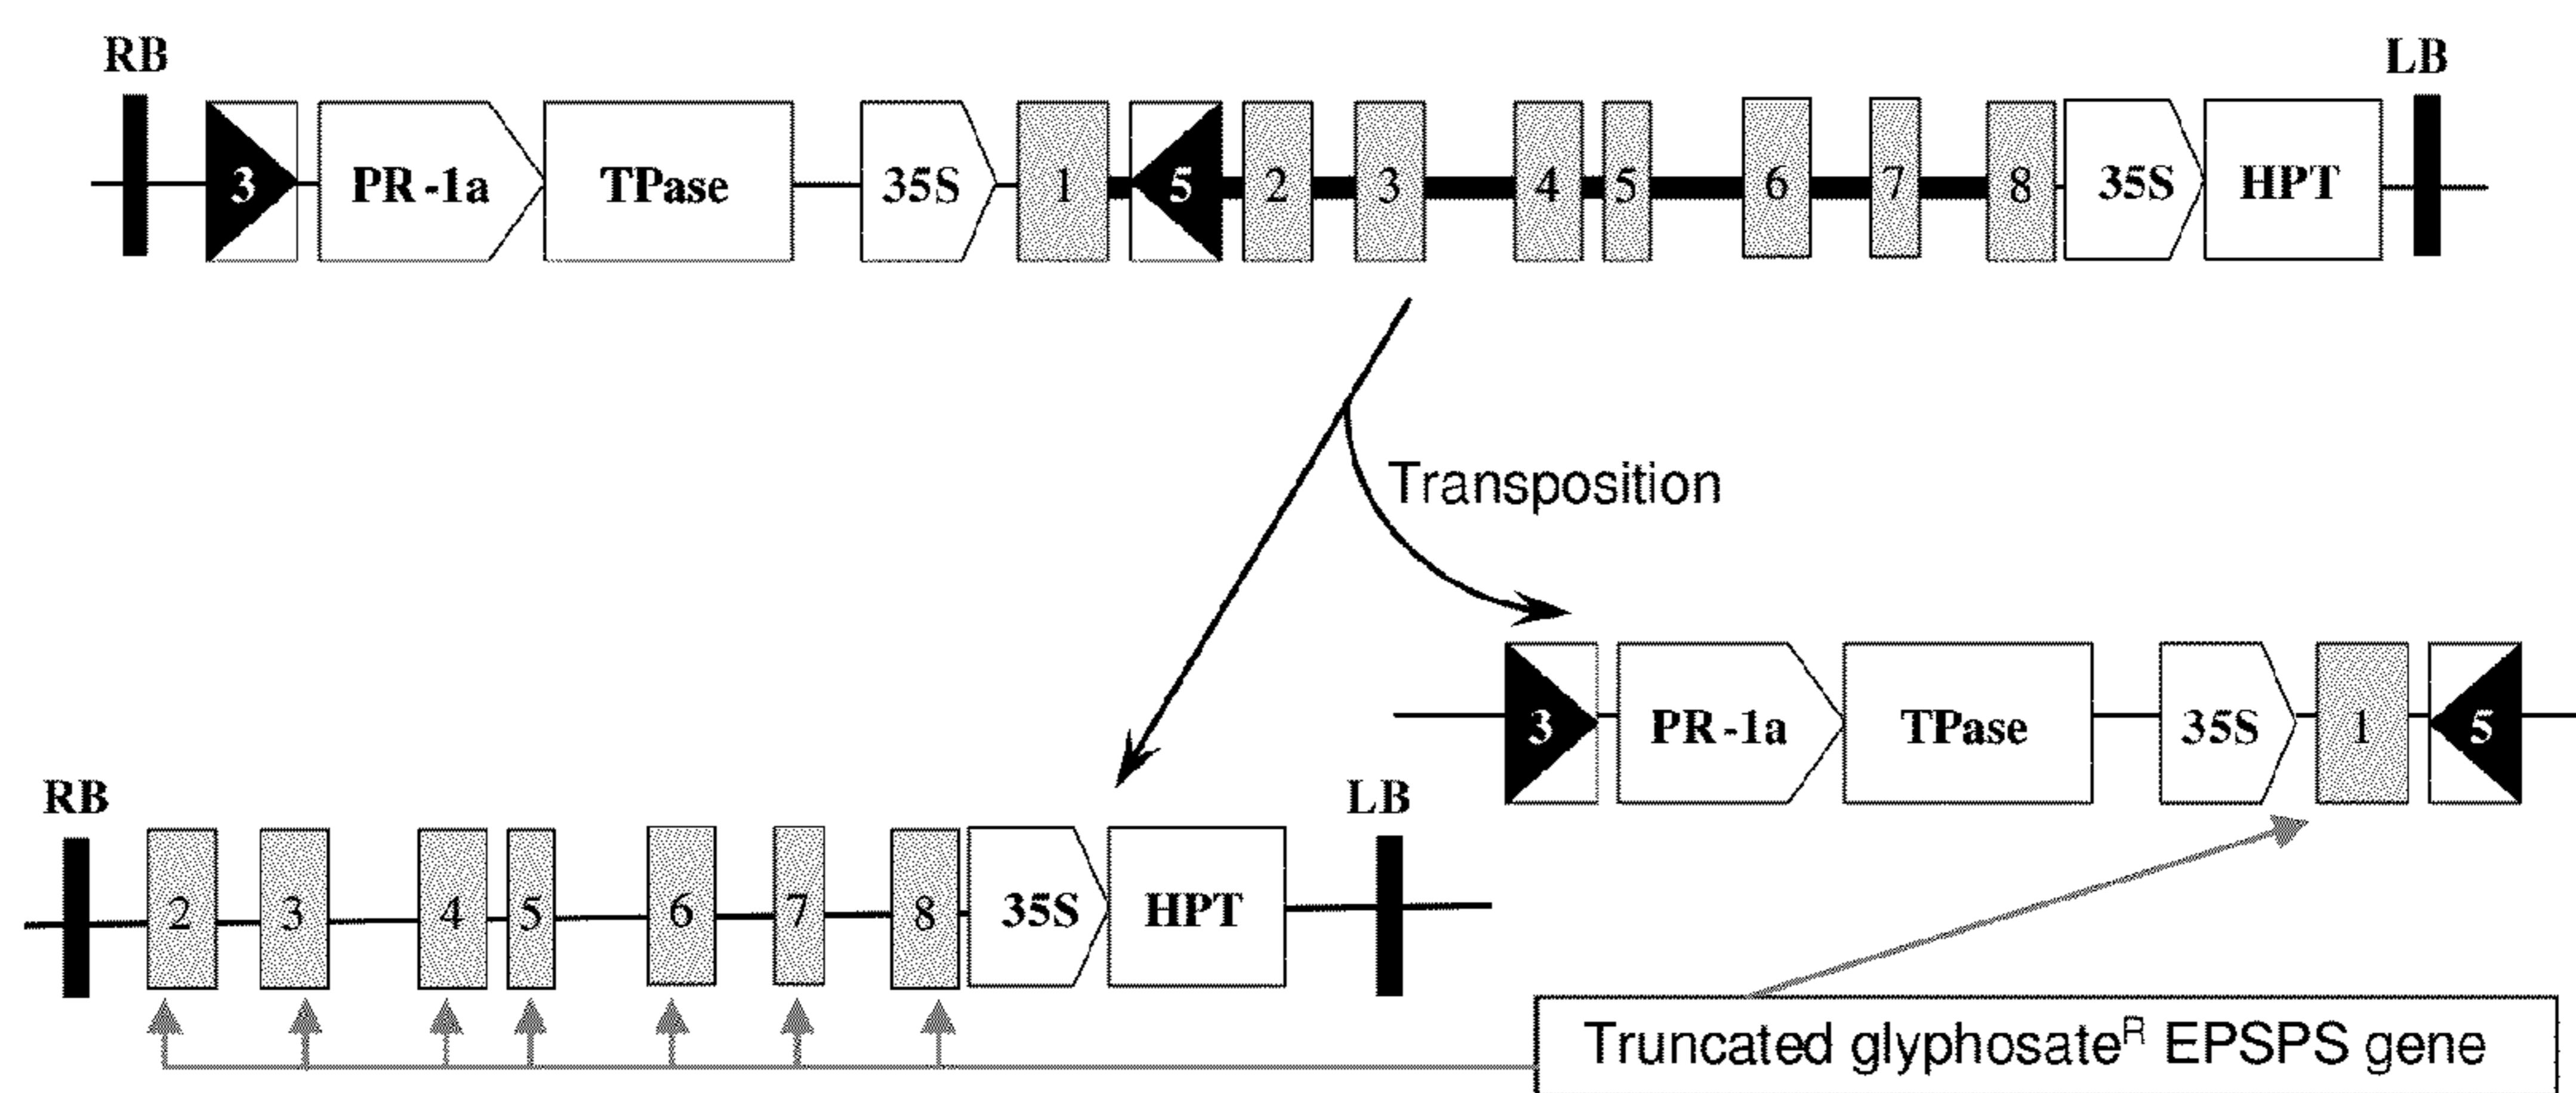 RB LB
3 PR-1a TPase 35S 1 5 2 3 4 5 6 7 8 35S HPT
Transposition
3 PR-1a TPase 35S 1 5
RB LB
2 3 4 5 6 7 8 35S HPT
Truncated glyphosateᴿ EPSPS gene